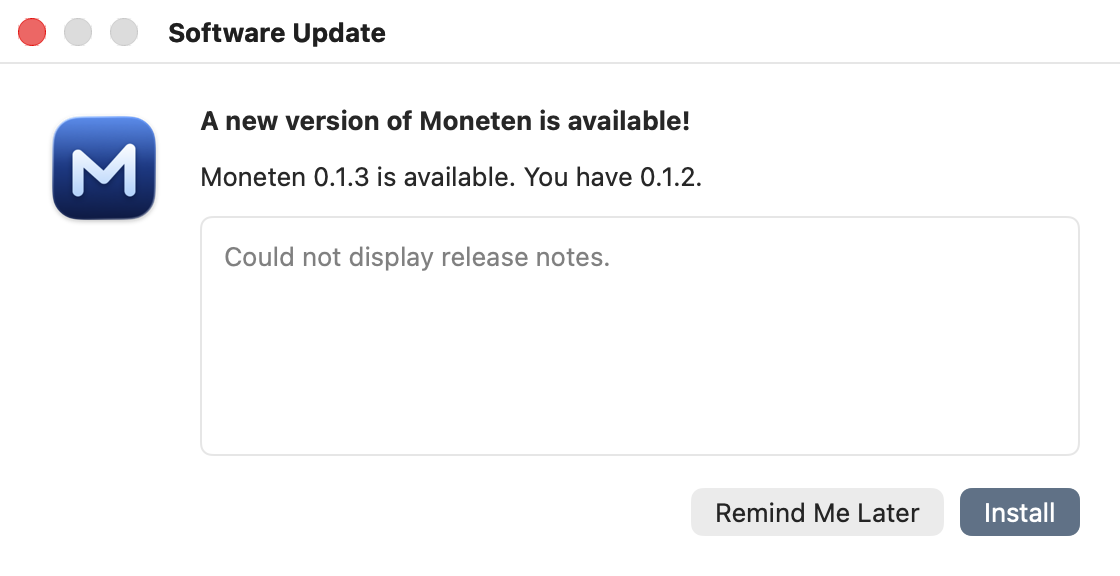 Software Update
A new version of Moneten is available!
Moneten 0.1.3 is available. You have 0.1.2.
Could not display release notes.
Remind Me Later
Install